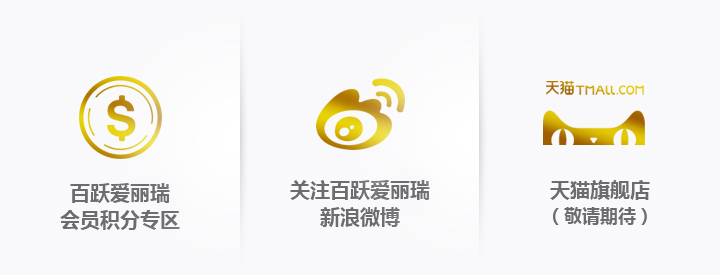 $
天猫TMALL.COM
百跃爱丽瑞
会员积分专区
关注百跃爱丽瑞
新浪微博
天猫旗舰店
（敬请期待）